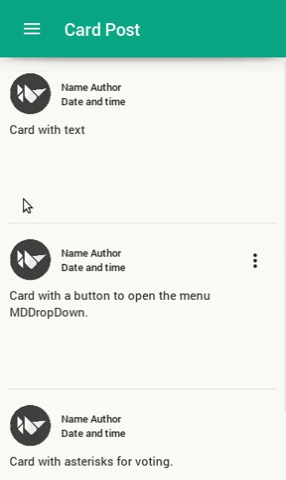 Card Post
Name Author
Date and time
Card with text
Name Author
Date and time
Card with a button to open the menu
MDDropDown.
Name Author
Date and time
Card with asterisks for voting.